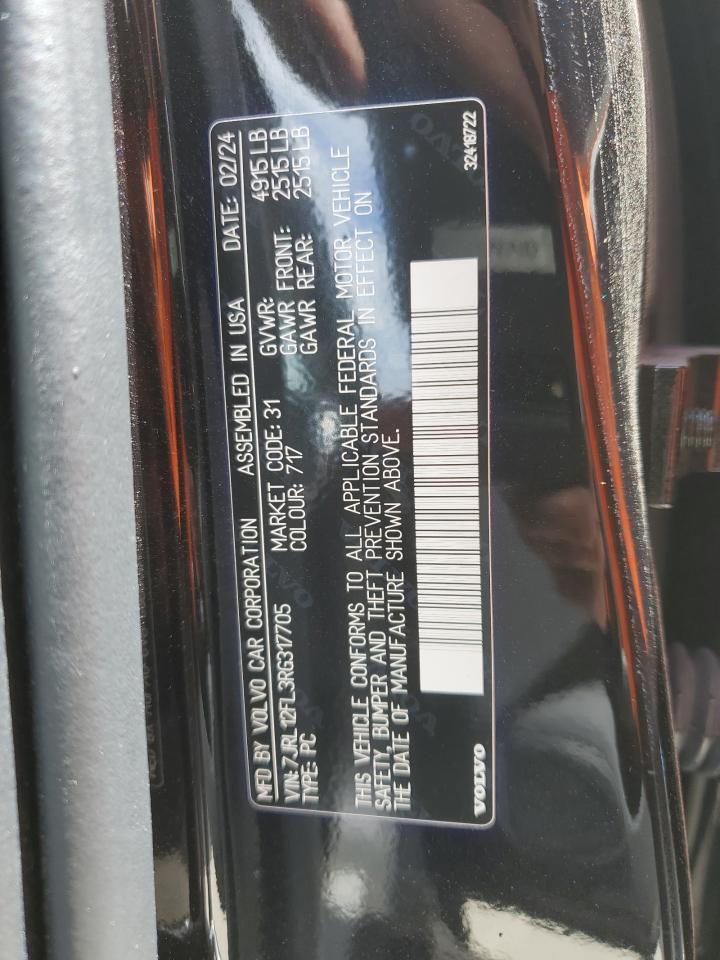 MFD BY VOLVO CAR CORPORATION ASSEMBLED IN USA DATE: 02/24
VIN: 7JRL12FL3RG317705 MARKET CODE: 31 GVWR: 4915 LB
TYPE: PC COLOUR: 717 GAWR FRONT: 2515 LB
GAWR REAR: 2515 LB
THIS VEHICLE CONFORMS TO ALL APPLICABLE FEDERAL MOTOR VEHICLE
SAFETY, BUMPER AND THEFT PREVENTION STANDARDS IN EFFECT ON
THE DATE OF MANUFACTURE SHOWN ABOVE.
VOLVO 32418722